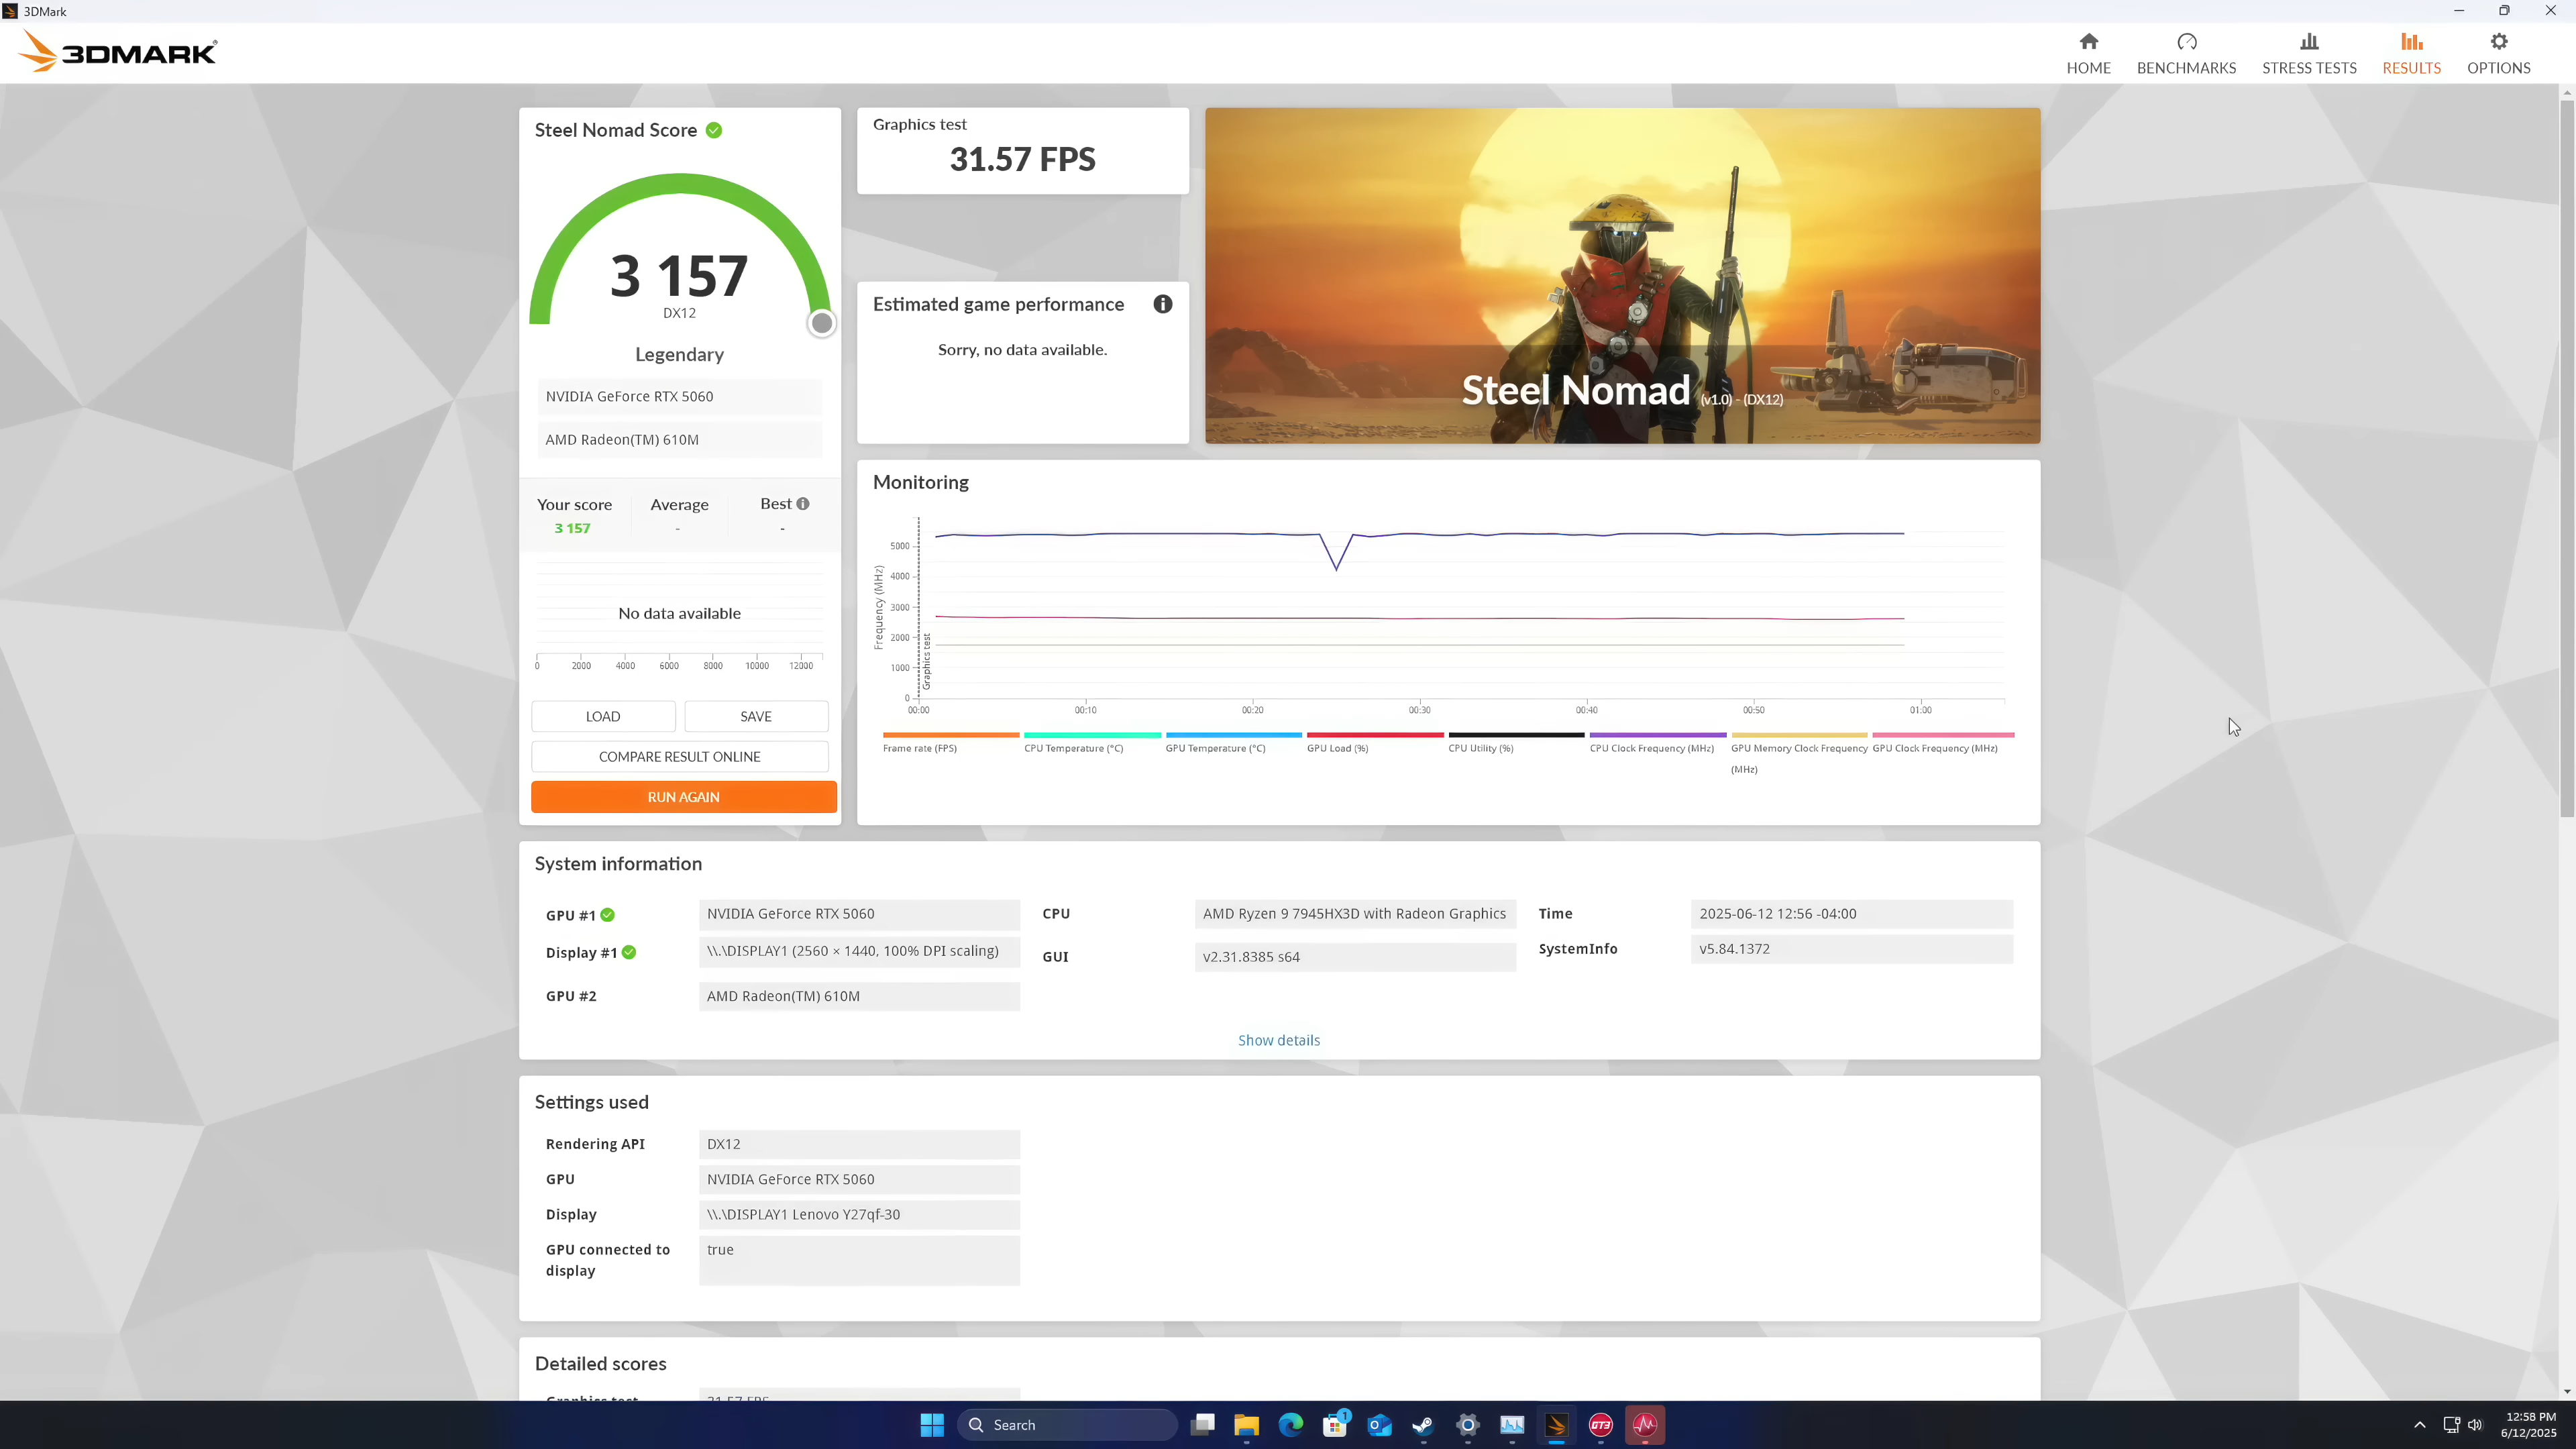 3DMark
3DMARK
HOME
BENCHMARKS
STRESS TESTS
RESULTS
OPTIONS
Steel Nomad Score
3 157
DX12
Legendary
NVIDIA GeForce RTX 5060
AMD Radeon(TM) 610M
Your score
3 157
Average
-
Best
-
No data available
0 2000 4000 6000 8000 10000 12000
LOAD
SAVE
COMPARE RESULT ONLINE
RUN AGAIN
Graphics test
31.57 FPS
Estimated game performance
Sorry, no data available.
Steel Nomad (v1.0) - (DX12)
Monitoring
Frequency (MHz)
5000
4000
3000
2000
1000
0
Graphics test
00:00 00:10 00:20 00:30 00:40 00:50 01:00
Frame rate (FPS)
CPU Temperature (°C)
GPU Temperature (°C)
GPU Load (%)
CPU Utility (%)
CPU Clock Frequency (MHz)
GPU Memory Clock Frequency
(MHz)
GPU Clock Frequency (MHz)
System information
GPU #1
NVIDIA GeForce RTX 5060
Display #1
\\.\DISPLAY1 (2560 × 1440, 100% DPI scaling)
GPU #2
AMD Radeon(TM) 610M
CPU
AMD Ryzen 9 7945HX3D with Radeon Graphics
GUI
v2.31.8385 s64
Time
2025-06-12 12:56 -04:00
SystemInfo
v5.84.1372
Show details
Settings used
Rendering API
DX12
GPU
NVIDIA GeForce RTX 5060
Display
\\.\DISPLAY1 Lenovo Y27qf-30
GPU connected to
display
true
Detailed scores
Graphics test
31.57 FPS
Search
1
GT3
12:58 PM
6/12/2025